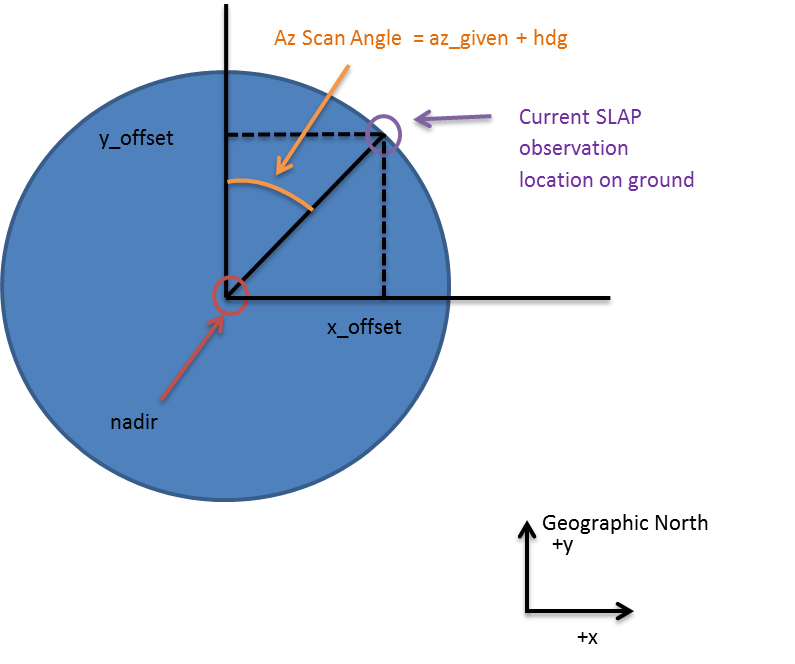 Az Scan Angle = az_given + hdg
y_offset
Current SLAP
observation
location on ground
x_offset
nadir
Geographic North
+y
+x